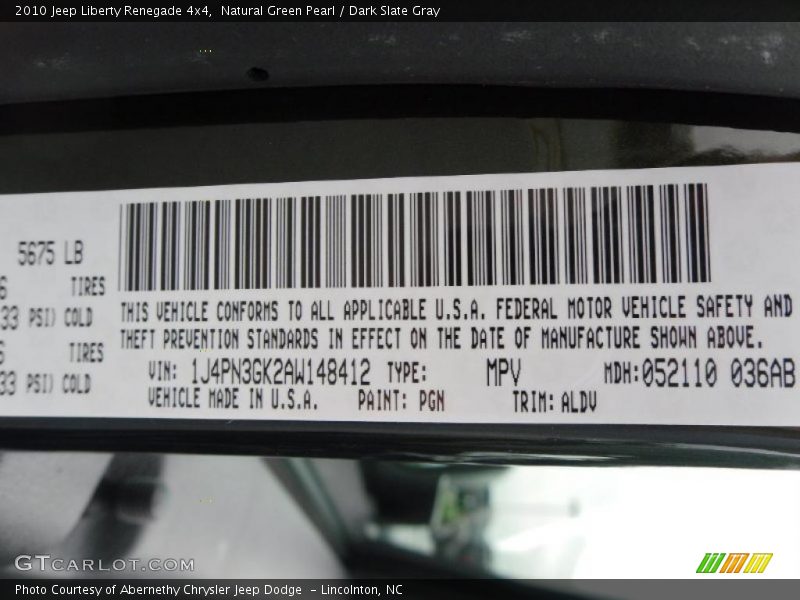 2010 Jeep Liberty Renegade 4x4, Natural Green Pearl / Dark Slate Gray
5675 LB
TIRES
33 PSI) COLD
TIRES
33 PSI) COLD
THIS VEHICLE CONFORMS TO ALL APPLICABLE U.S.A. FEDERAL MOTOR VEHICLE SAFETY AND
THEFT PREVENTION STANDARDS IN EFFECT ON THE DATE OF MANUFACTURE SHOWN ABOVE.
VIN: 1J4PN3GK2AW148412 TYPE: MPV MDH:052110 036AB
VEHICLE MADE IN U.S.A. PAINT: PGN TRIM: ALDV
GTCARLOT.COM
Photo Courtesy of Abernethy Chrysler Jeep Dodge - Lincolnton, NC